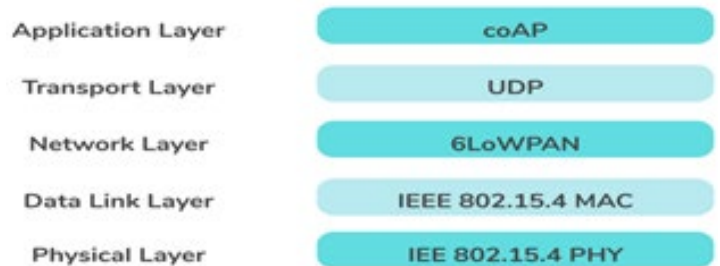 Application Layer coAP
Transport Layer UDP
Network Layer 6LoWPAN
Data Link Layer IEEE 802.15.4 MAC
Physical Layer IEE 802.15.4 PHY